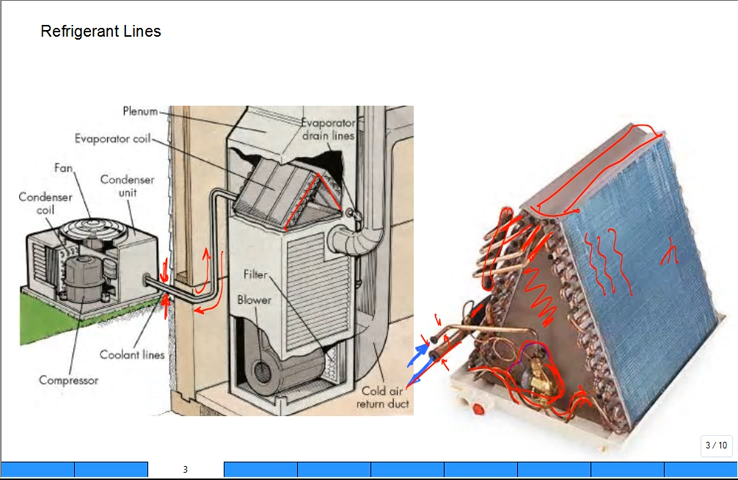 Refrigerant Lines
Plenum
Evaporator
drain lines
Evaporator coil
Fan
Condenser
unit
Condenser
coil
Filter
Blower
Coolant lines
Compressor
Cold air
return duct
3 / 10
3